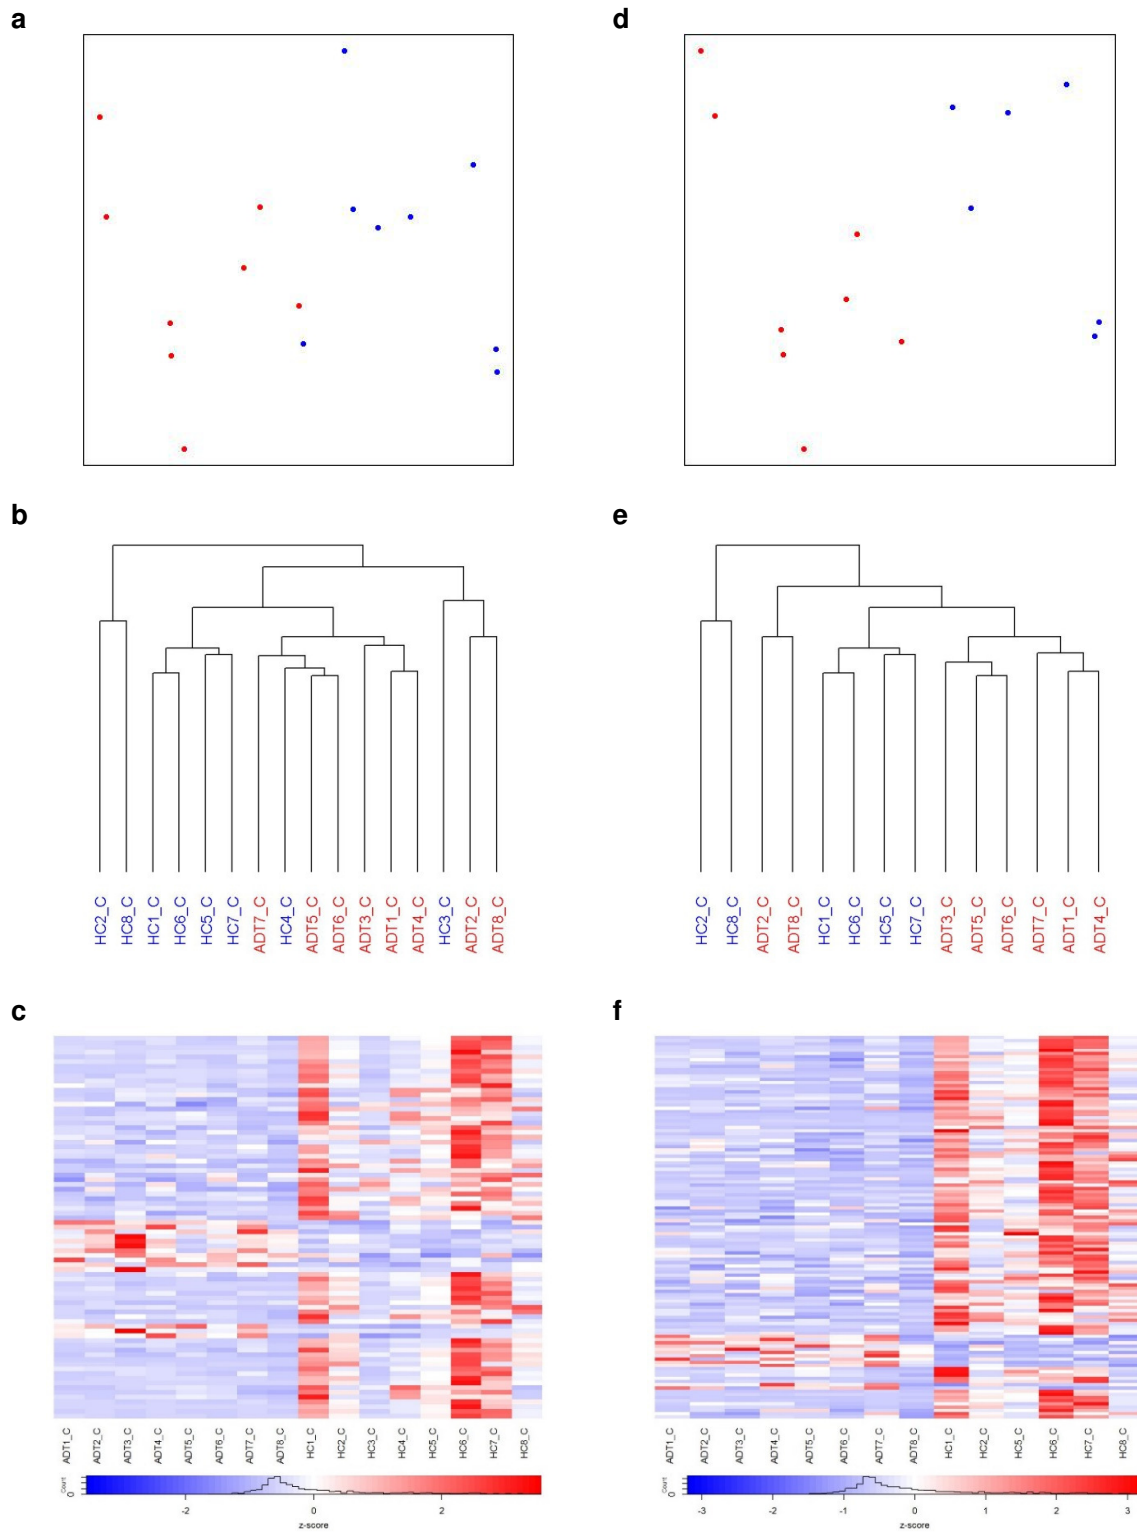 a
d
b
e
HC2_C HC8_C HC1_C HC6_C HC5_C HC7_C ADT7_C HC4_C ADT5_C ADT6_C ADT3_C ADT1_C ADT4_C HC3_C ADT2_C ADT8_C
HC2_C HC8_C ADT2_C ADT8_C HC1_C HC6_C HC5_C HC7_C ADT3_C ADT5_C ADT6_C ADT7_C ADT1_C ADT4_C
c
f
ADT1_C ADT2_C ADT3_C ADT4_C ADT5_C ADT6_C ADT7_C ADT8_C HC1_C HC2_C HC3_C HC4_C HC5_C HC6_C HC7_C HC8_C
ADT1_C ADT2_C ADT3_C ADT4_C ADT5_C ADT6_C ADT7_C ADT8_C HC1_C HC2_C HC5_C HC6_C HC7_C HC8_C
Count
0
-2 0 2
z-score
Count
0
-3 -2 -1 0 1 2 3
z-score